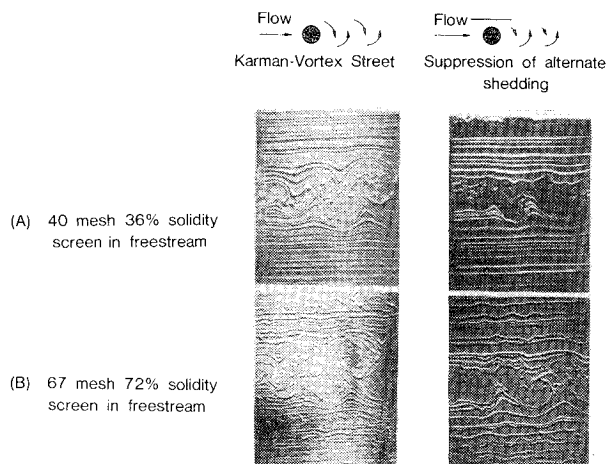 Flow
Karman-Vortex Street
Flow
Suppression of alternate
shedding
(A) 40 mesh 36% solidity
screen in freestream
(B) 67 mesh 72% solidity
screen in freestream